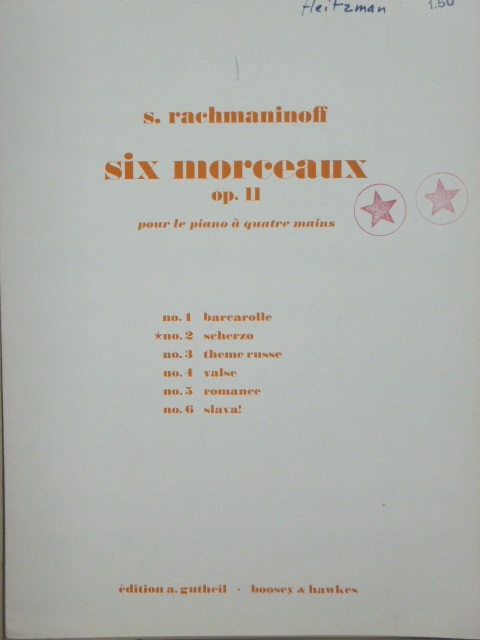 Heitzman 1.50
s. rachmaninoff
six morceaux
op. 11
pour le piano à quatre mains
no. 1 barcarolle
★no. 2 scherzo
no. 3 theme russe
no. 4 valse
no. 5 romance
no. 6 slava!
édition a. gutheil · boosey & hawkes